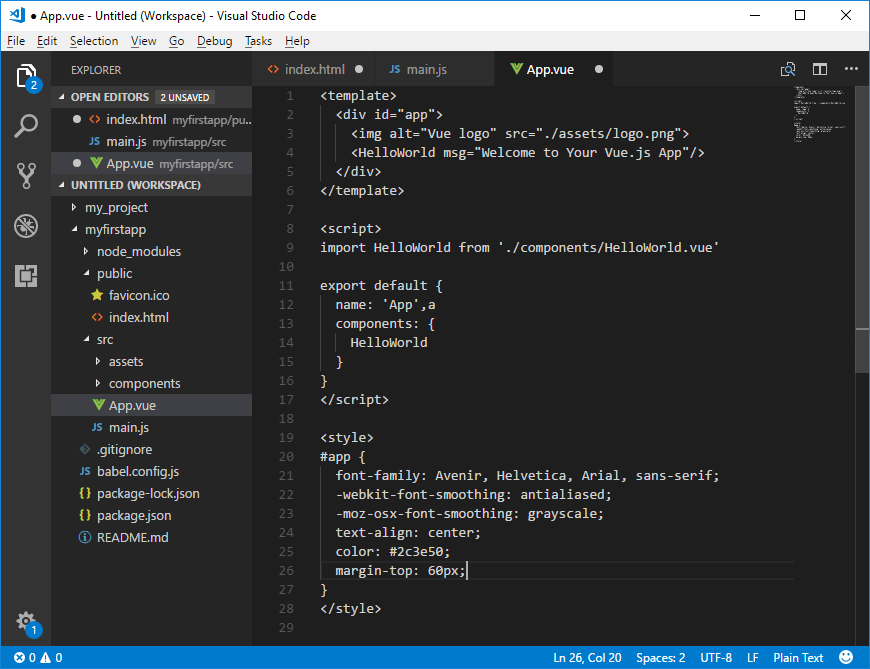 ● App.vue - Untitled (Workspace) - Visual Studio Code
File Edit Selection View Go Debug Tasks Help
EXPLORER
OPEN EDITORS 2 UNSAVED
index.html myfirstapp/pu...
JS main.js myfirstapp/src
App.vue myfirstapp/src
UNTITLED (WORKSPACE)
my_project
myfirstapp
node_modules
public
favicon.ico
index.html
src
assets
components
App.vue
JS main.js
.gitignore
JS babel.config.js
{} package-lock.json
{} package.json
README.md
2
1
index.html ● JS main.js App.vue ●
1 <template>
2 <div id="app">
3 <img alt="Vue logo" src="./assets/logo.png">
4 <HelloWorld msg="Welcome to Your Vue.js App"/>
5 </div>
6 </template>
7
8 <script>
9 import HelloWorld from './components/HelloWorld.vue'
10
11 export default {
12 name: 'App',a
13 components: {
14 HelloWorld
15 }
16 }
17 </script>
18
19 <style>
20 #app {
21 font-family: Avenir, Helvetica, Arial, sans-serif;
22 -webkit-font-smoothing: antialiased;
23 -moz-osx-font-smoothing: grayscale;
24 text-align: center;
25 color: #2c3e50;
26 margin-top: 60px;
27 }
28 </style>
29
0 0 Ln 26, Col 20 Spaces: 2 UTF-8 LF Plain Text